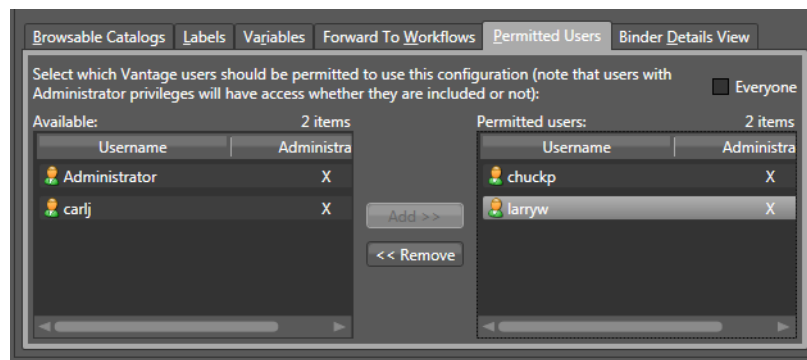 Browsable Catalogs Labels Variables Forward To Workflows Permitted Users Binder Details View
Select which Vantage users should be permitted to use this configuration (note that users with
Administrator privileges will have access whether they are included or not):
Everyone
Available: 2 items
Permitted users: 2 items
Username Administra
Username Administra
Administrator X
chuckp X
carlj X
larryw X
Add >>
<< Remove